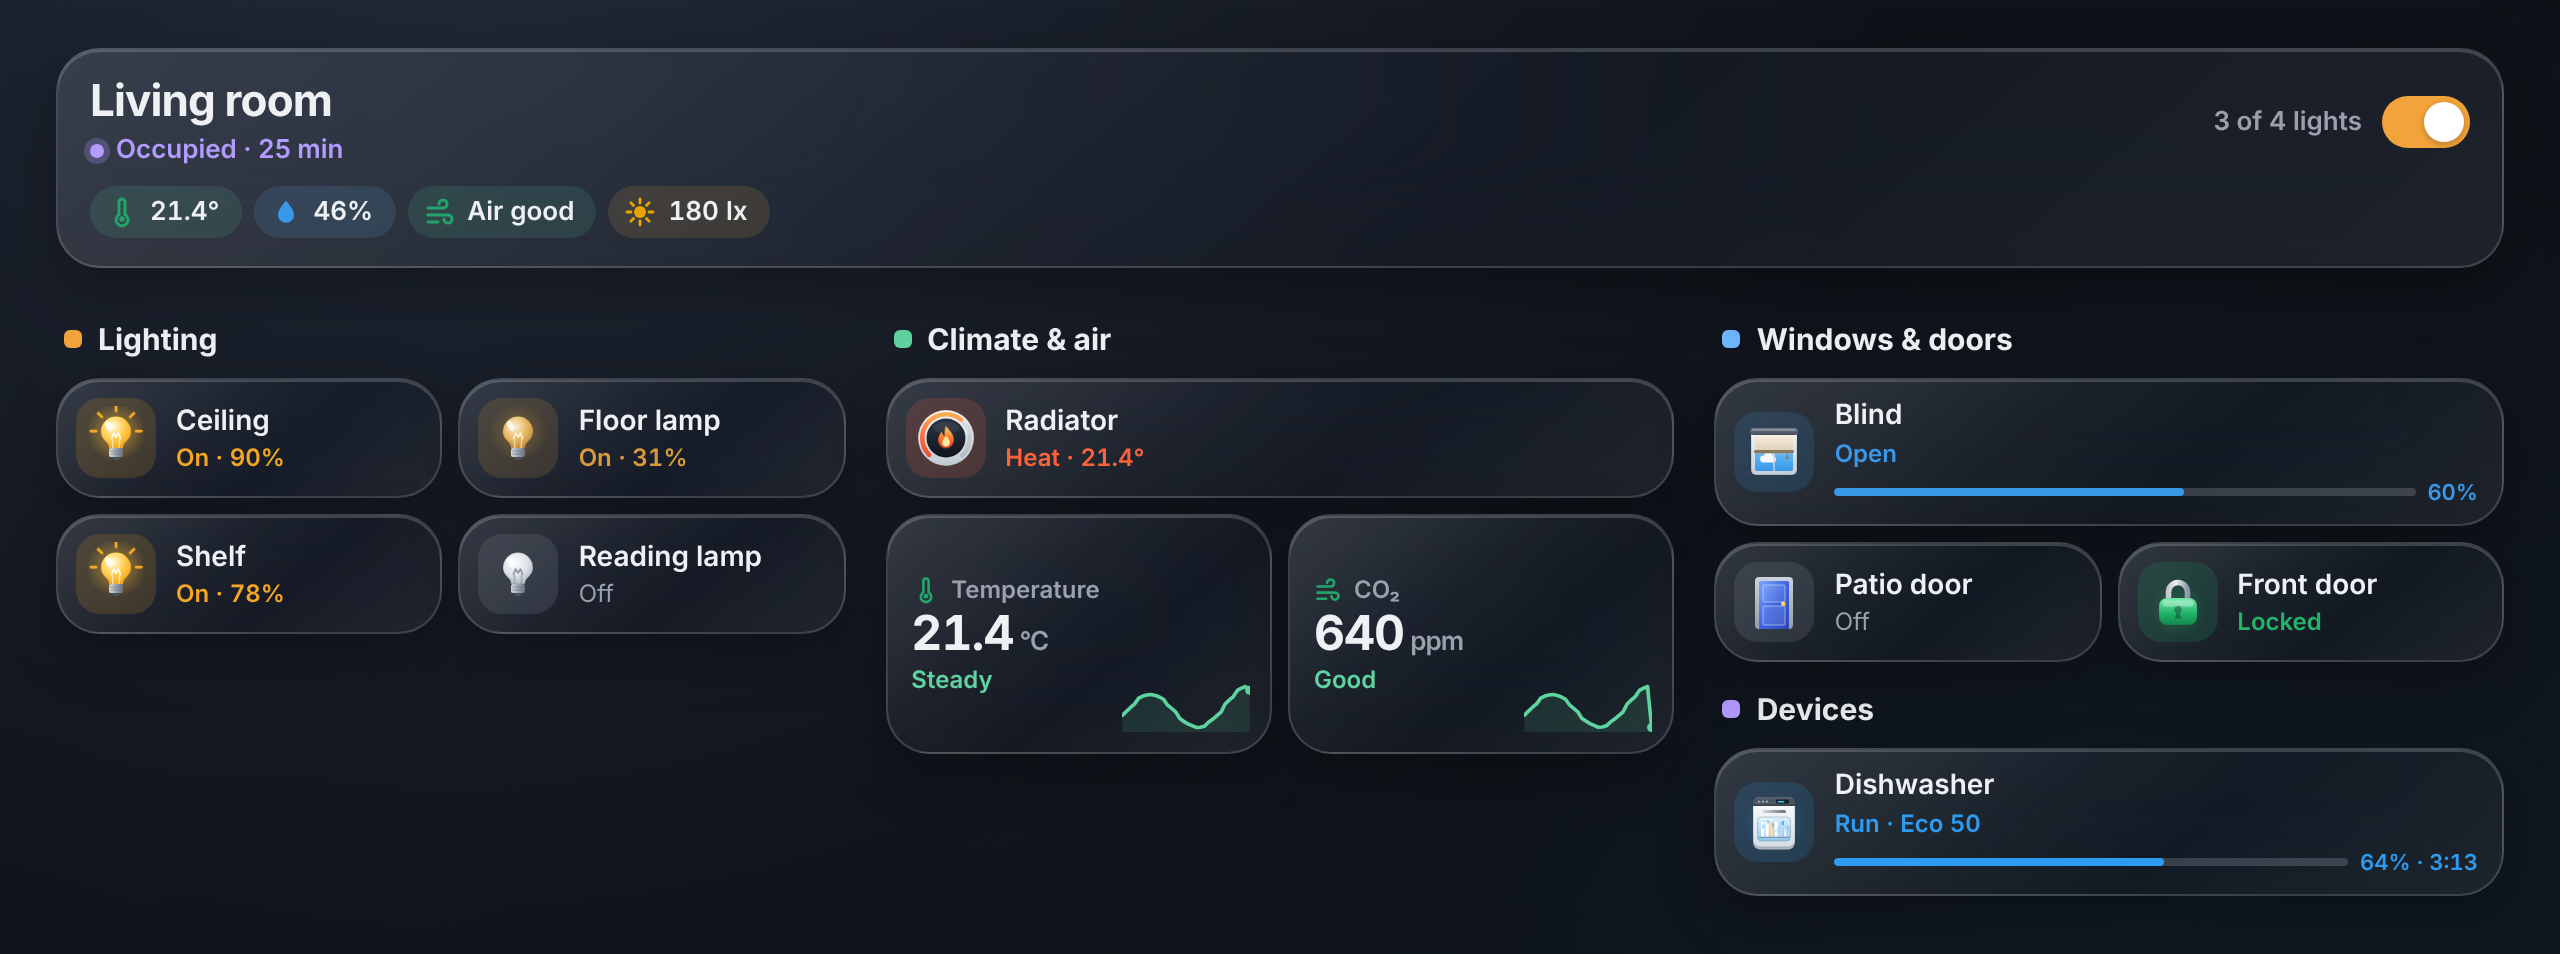 Living room
Occupied · 25 min
3 of 4 lights
21.4°
46%
Air good
180 lx
Lighting
Ceiling
On · 90%
Floor lamp
On · 31%
Shelf
On · 78%
Reading lamp
Off
Climate & air
Radiator
Heat · 21.4°
Temperature
21.4 °C
Steady
CO₂
640 ppm
Good
Windows & doors
Blind
Open
60%
Patio door
Off
Front door
Locked
Devices
Dishwasher
Run · Eco 50
64% · 3:13